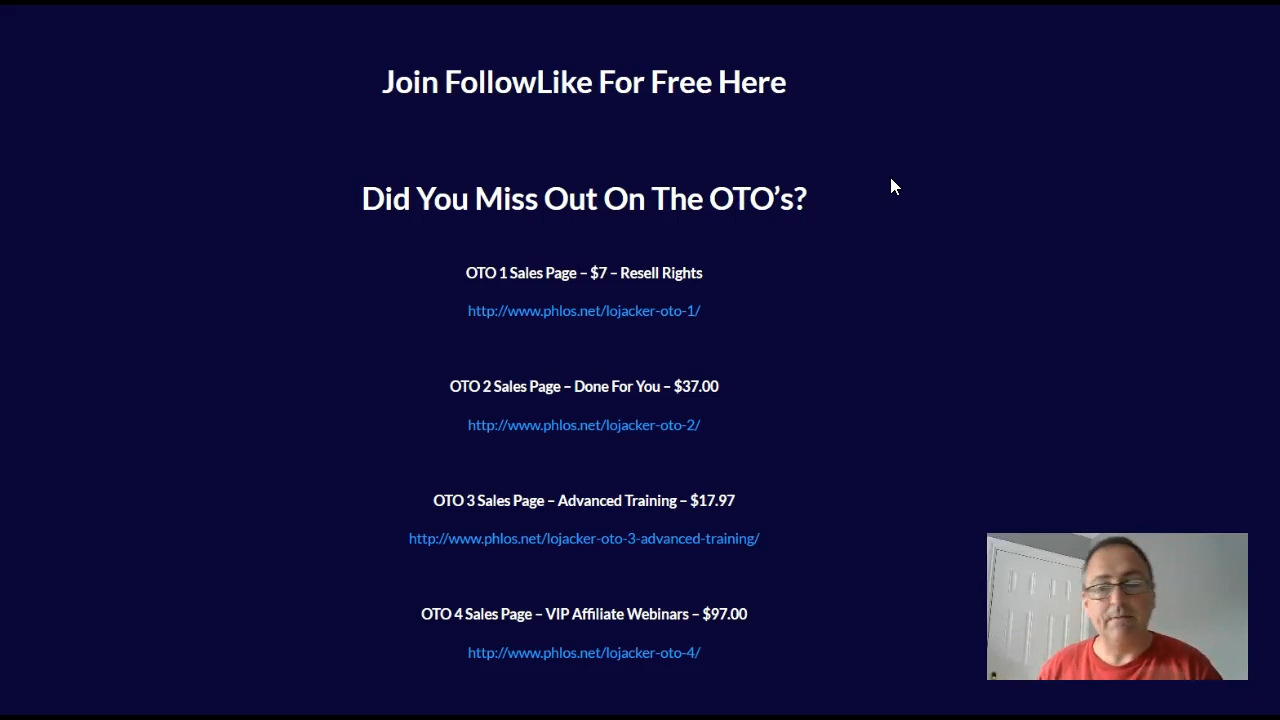 Join FollowLike For Free Here
Did You Miss Out On The OTO’s?
OTO 1 Sales Page – $7 – Resell Rights
http://www.phlos.net/lojacker-oto-1/
OTO 2 Sales Page – Done For You – $37.00
http://www.phlos.net/lojacker-oto-2/
OTO 3 Sales Page – Advanced Training – $17.97
http://www.phlos.net/lojacker-oto-3-advanced-training/
OTO 4 Sales Page – VIP Affiliate Webinars – $97.00
http://www.phlos.net/lojacker-oto-4/